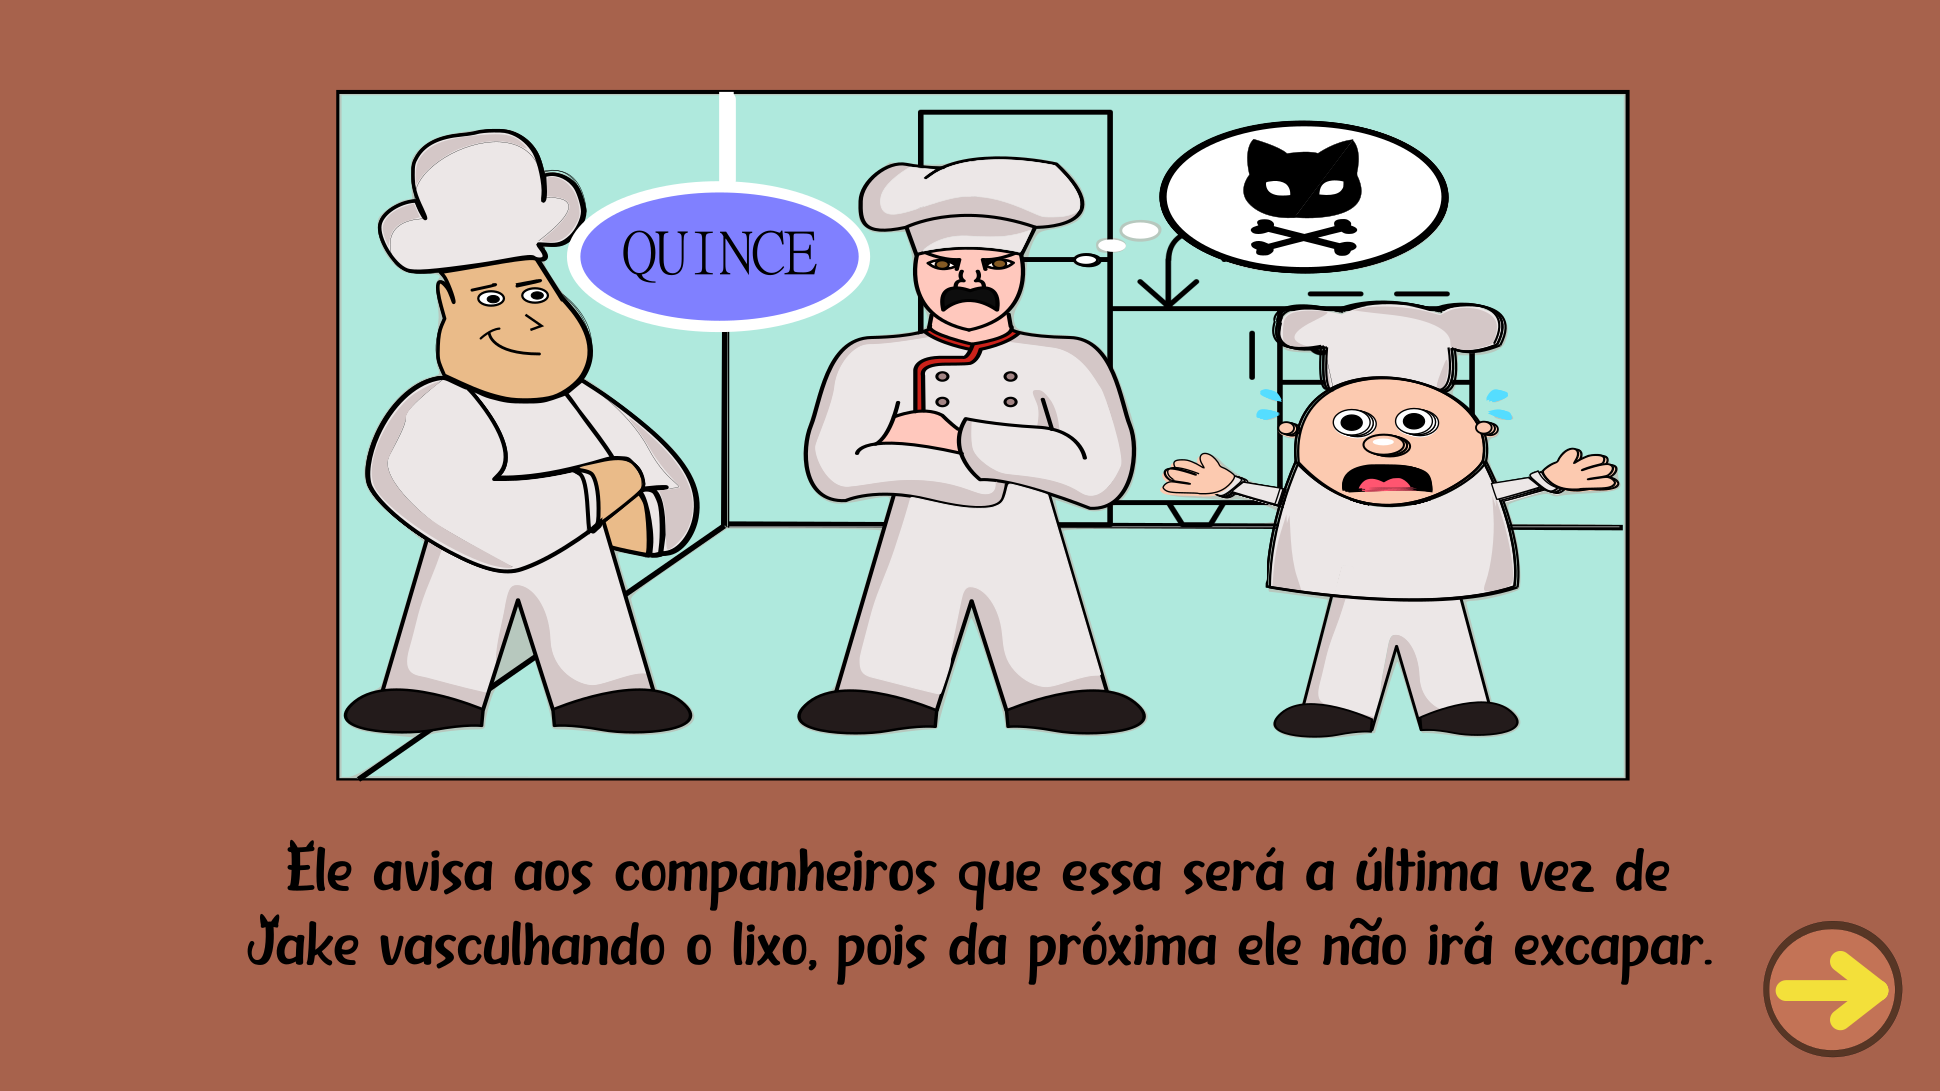 QUINCE
Ele avisa aos companheiros que essa será a última vez de
Jake vasculhando o lixo, pois da próxima ele não irá excapar.